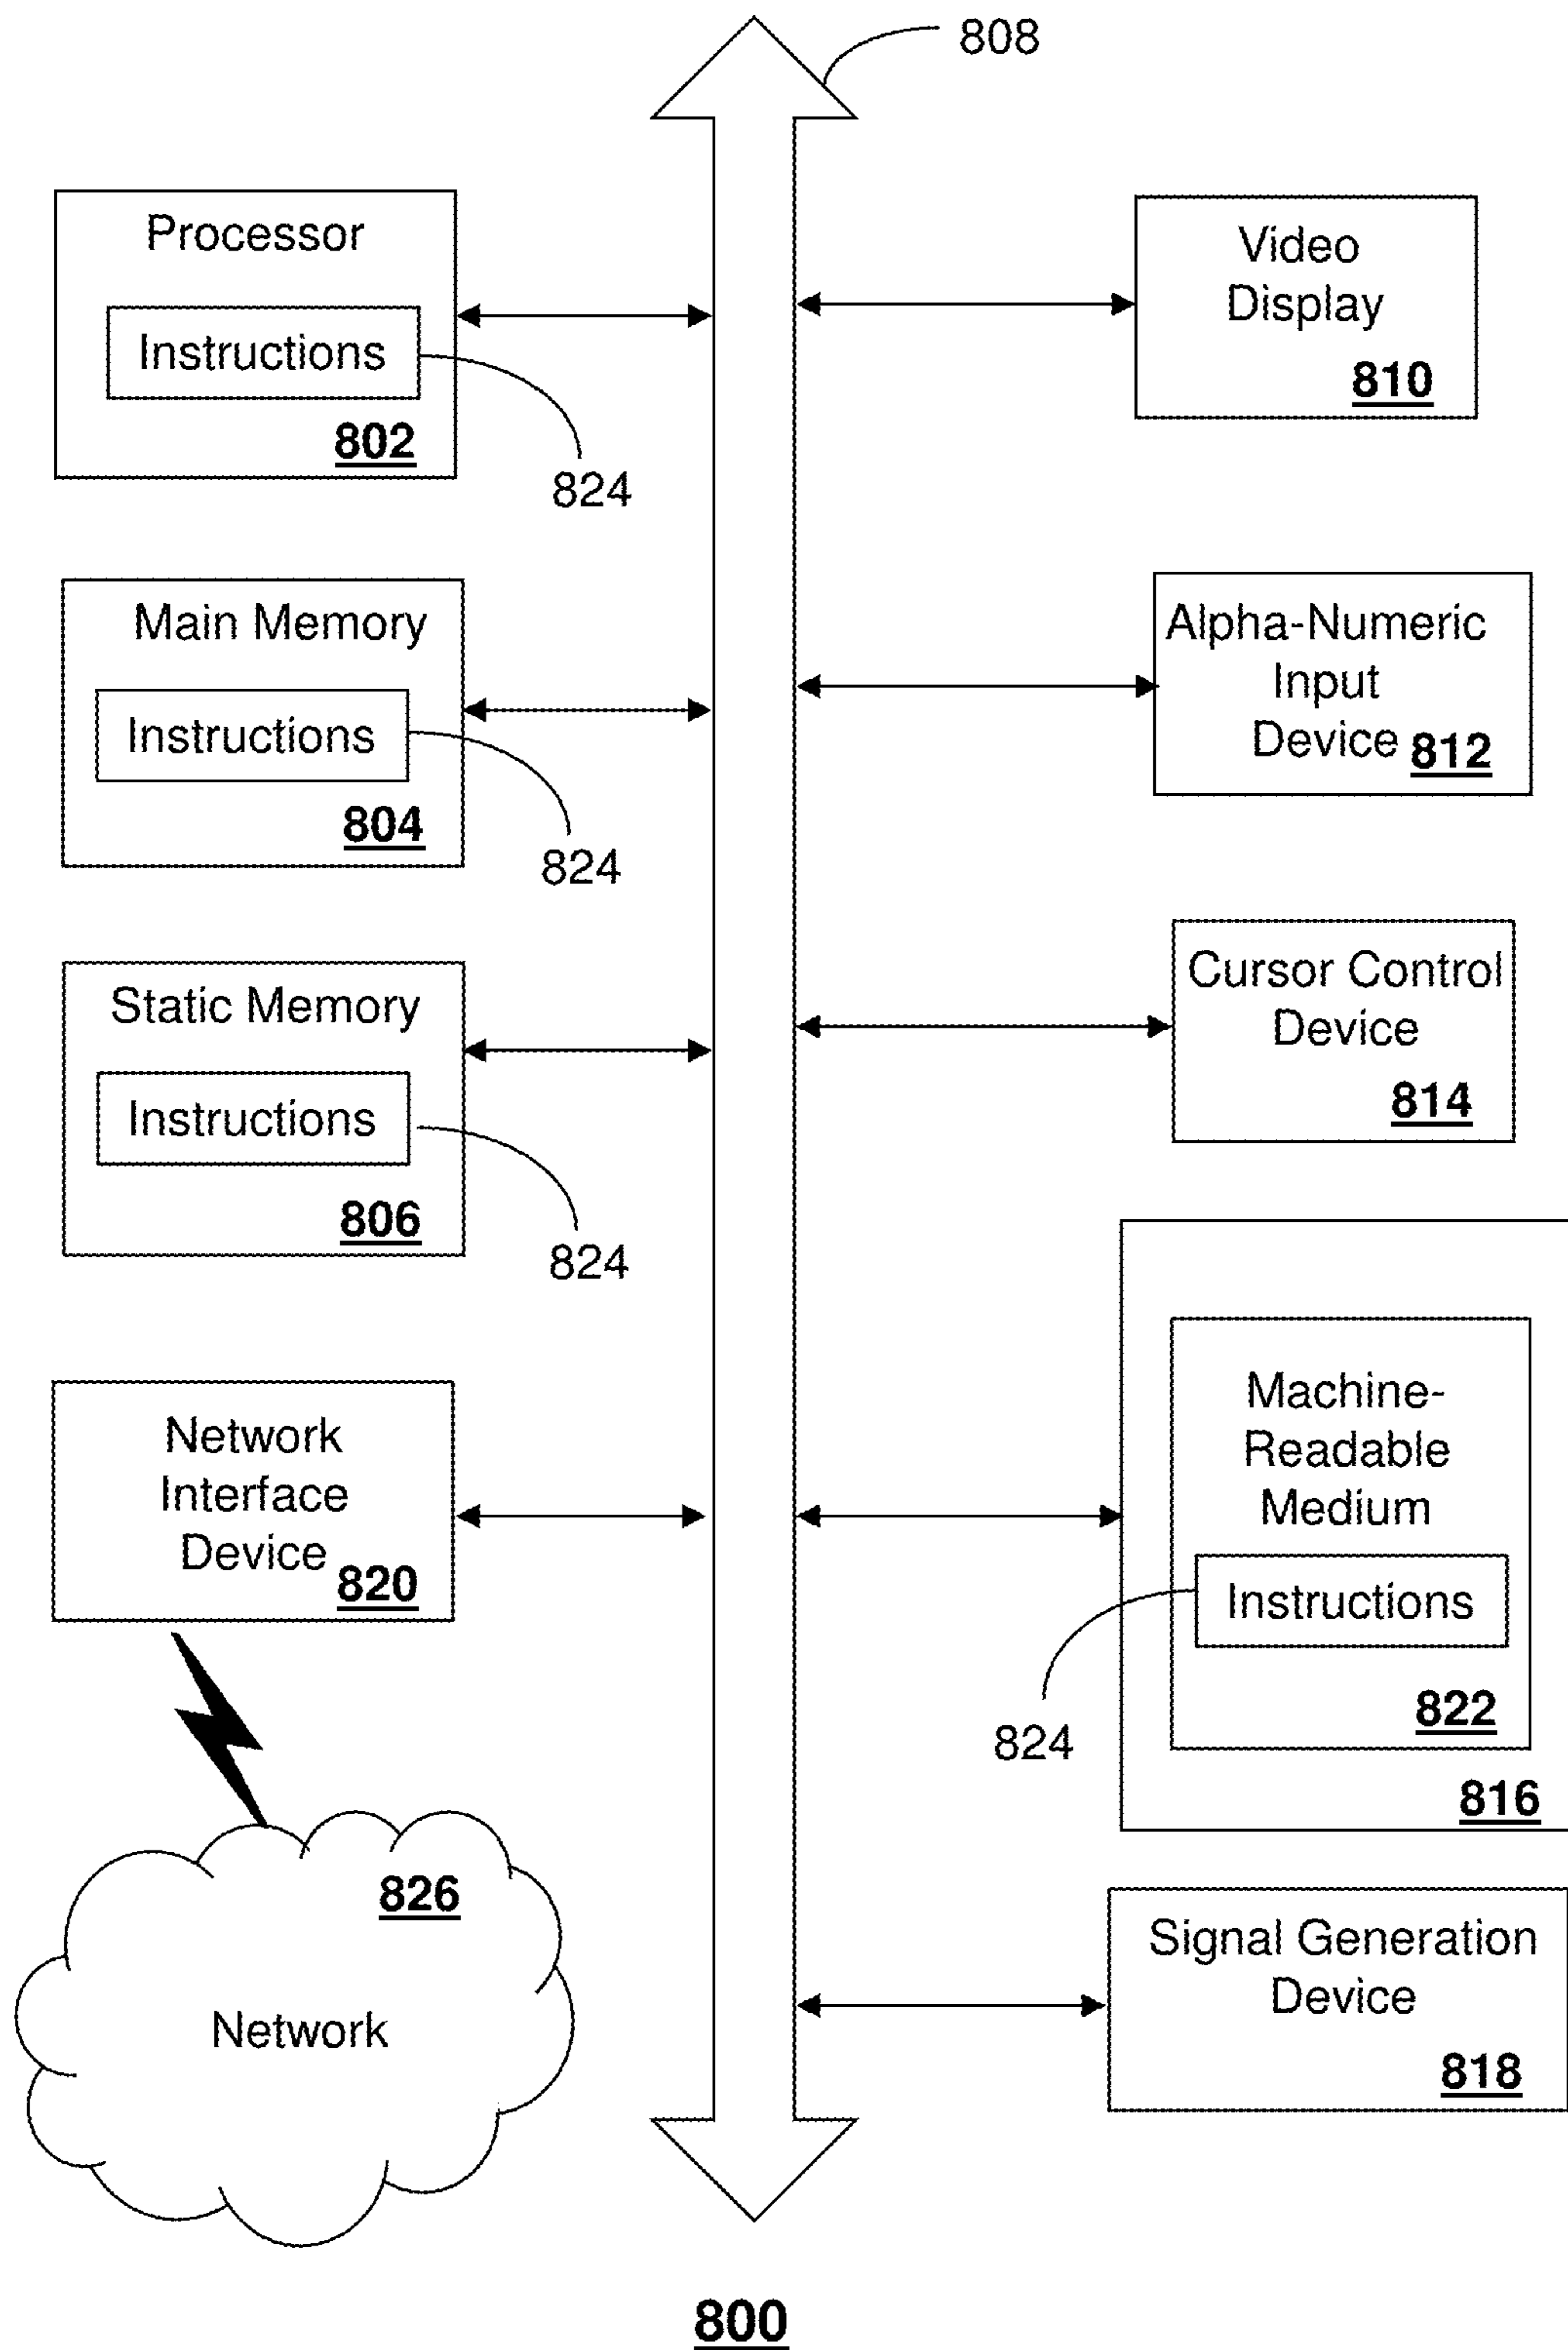 808
Processor
Instructions
802
824
Main Memory
Instructions
804
824
Static Memory
Instructions
806
824
Network
Interface
Device
820
826
Network
Video
Display
810
Alpha-Numeric
Input
Device
812
Cursor Control
Device
814
Machine-
Readable
Medium
Instructions
822
824
816
Signal Generation
Device
818
800